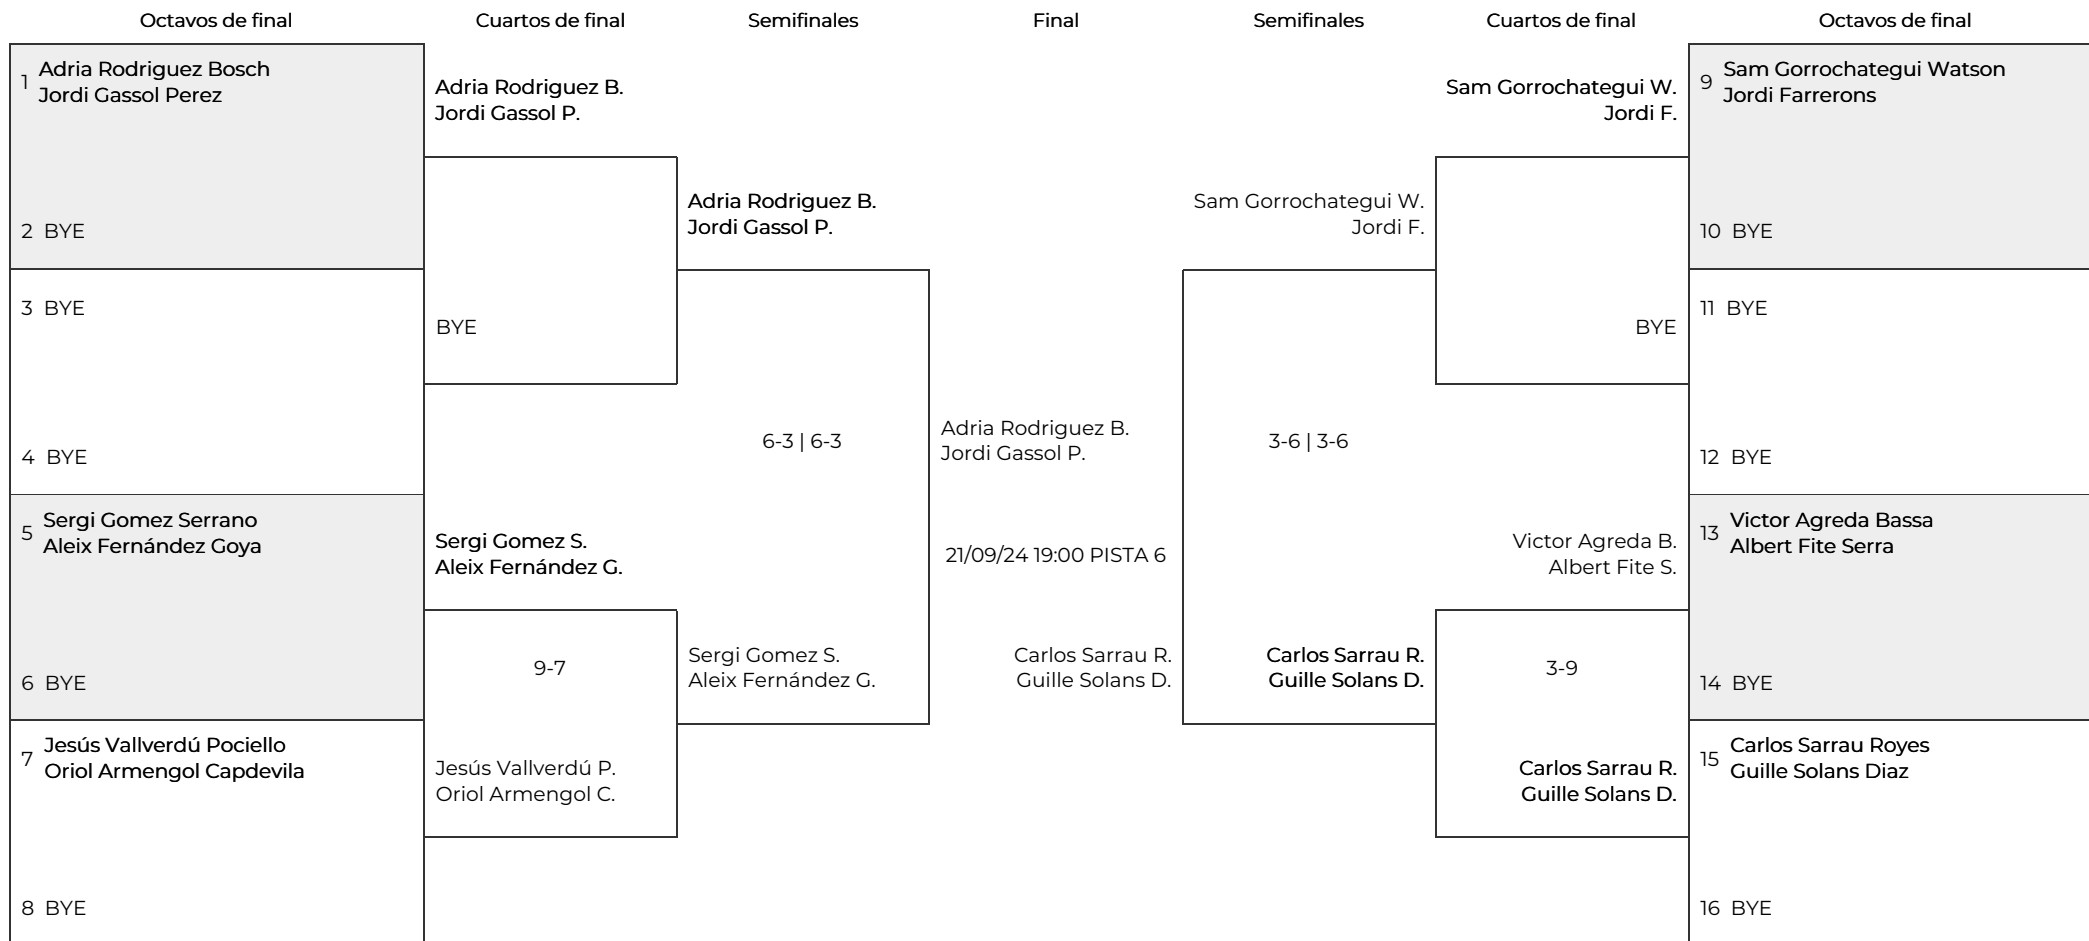 Octavos de final
Cuartos de final
Semifinales
Final
Semifinales
Cuartos de final
Octavos de final
1 Adria Rodriguez Bosch
Jordi Gassol Perez
2 BYE
3 BYE
4 BYE
5 Sergi Gomez Serrano
Aleix Fernández Goya
6 BYE
7 Jesús Vallverdú Pociello
Oriol Armengol Capdevila
8 BYE
Adria Rodriguez B.
Jordi Gassol P.
BYE
Sergi Gomez S.
Aleix Fernández G.
9-7
Jesús Vallverdú P.
Oriol Armengol C.
Adria Rodriguez B.
Jordi Gassol P.
6-3 | 6-3
Sergi Gomez S.
Aleix Fernández G.
Adria Rodriguez B.
Jordi Gassol P.
21/09/24 19:00 PISTA 6
Carlos Sarrau R.
Guille Solans D.
Sam Gorrochategui W.
Jordi F.
3-6 | 3-6
Carlos Sarrau R.
Guille Solans D.
Sam Gorrochategui W.
Jordi F.
BYE
Victor Agreda B.
Albert Fite S.
3-9
Carlos Sarrau R.
Guille Solans D.
9 Sam Gorrochategui Watson
Jordi Farrerons
10 BYE
11 BYE
12 BYE
13 Victor Agreda Bassa
Albert Fite Serra
14 BYE
15 Carlos Sarrau Royes
Guille Solans Diaz
16 BYE